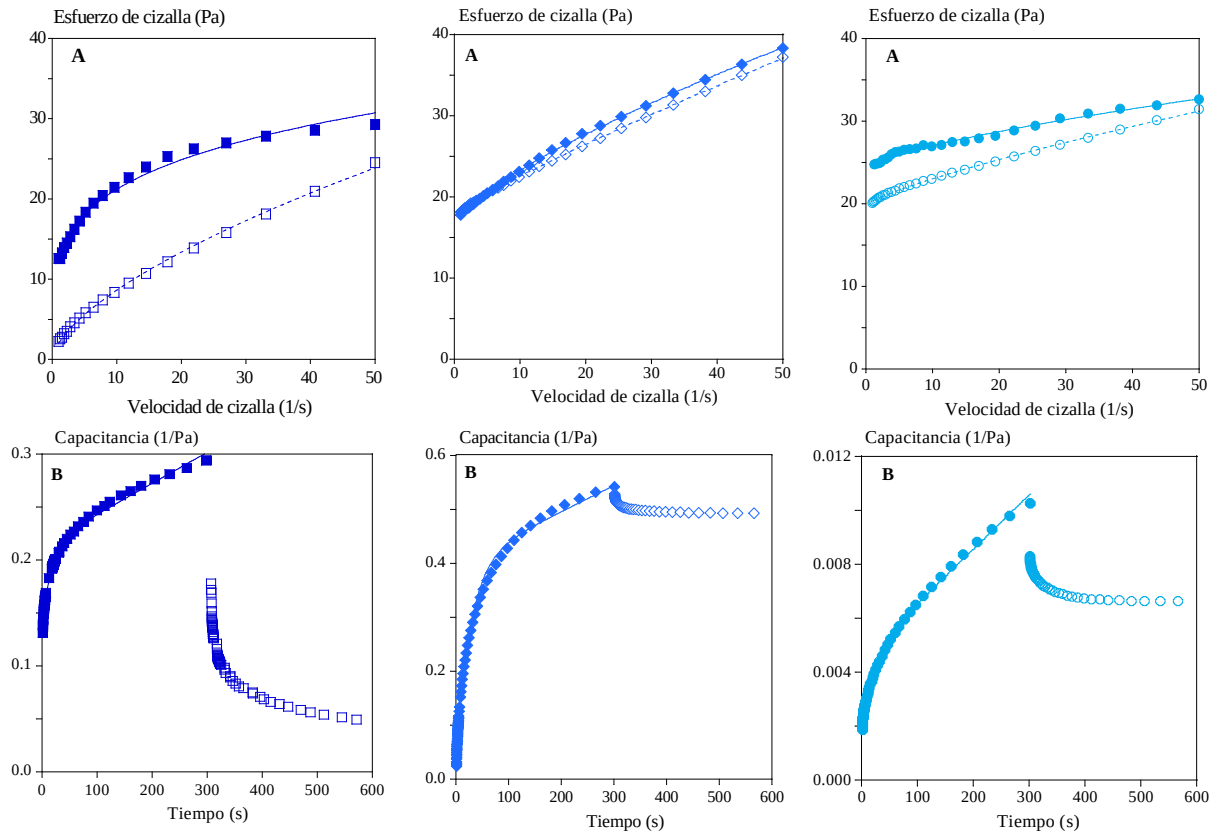 Esfuerzo de cizalla (Pa)
40
A
30
20
10
0
0 10 20 30 40 50
Velocidad de cizalla (1/s)
Esfuerzo de cizalla (Pa)
40
A
30
20
10
0
0 10 20 30 40 50
Velocidad de cizalla (1/s)
Esfuerzo de cizalla (Pa)
40
A
30
20
10
0
0 10 20 30 40 50
Velocidad de cizalla (1/s)
Capacitancia (1/Pa)
0.3
B
0.2
0.1
0.0
0 100 200 300 400 500 600
Tiempo (s)
Capacitancia (1/Pa)
0.6
B
0.4
0.2
0.0
0 100 200 300 400 500 600
Tiempo (s)
Capacitancia (1/Pa)
0.012
B
0.008
0.004
0.000
0 100 200 300 400 500 600
Tiempo (s)